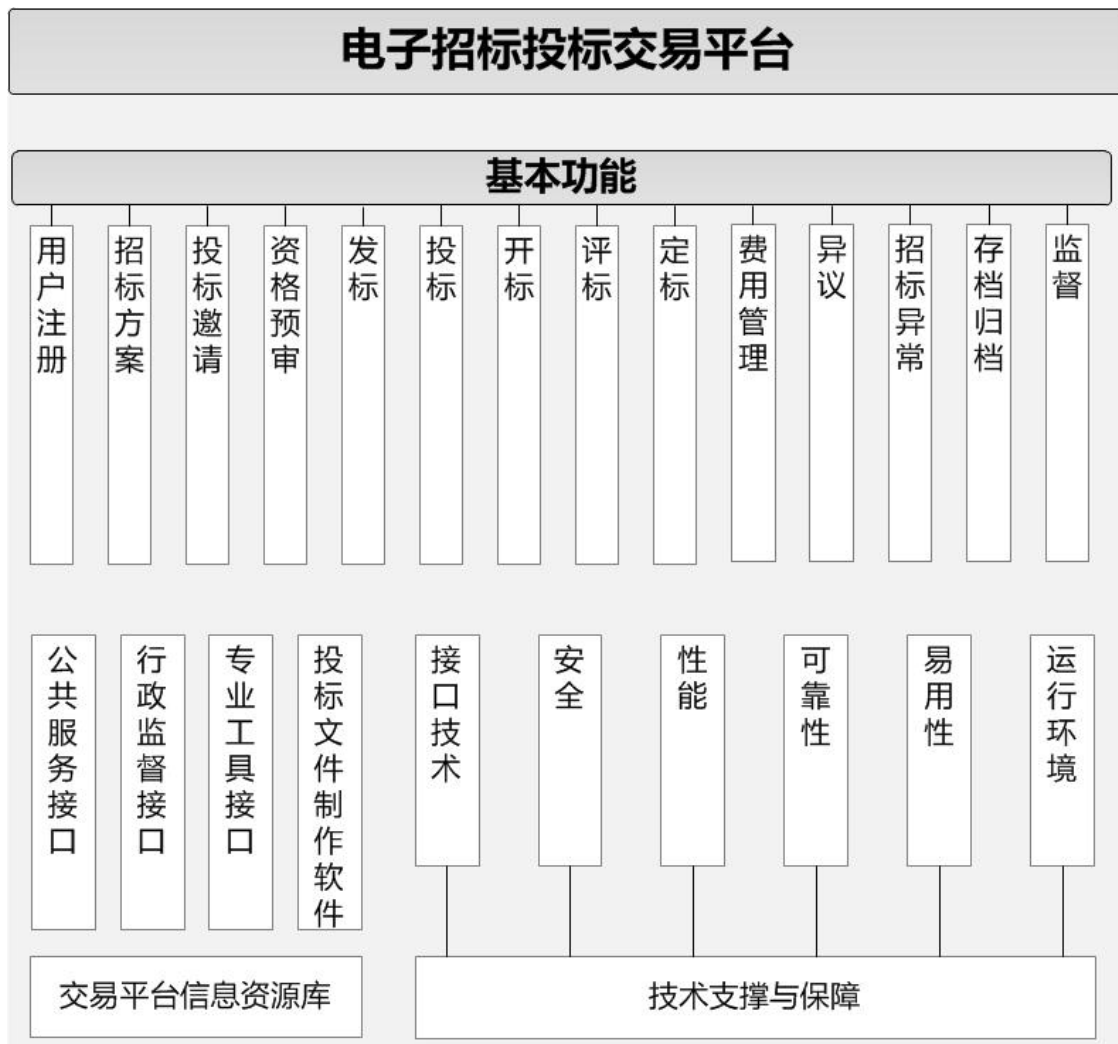 电子招标投标交易平台
基本功能
用户注册
招标方案
投标邀请
资格预审
发标
投标
开标
评标
定标
费用管理
异议
招标异常
存档归档
监督
公共服务接口
行政监督接口
专业工具接口
投标文件制作软件
接口技术
安全
性能
可靠性
易用性
运行环境
交易平台信息资源库
技术支撑与保障